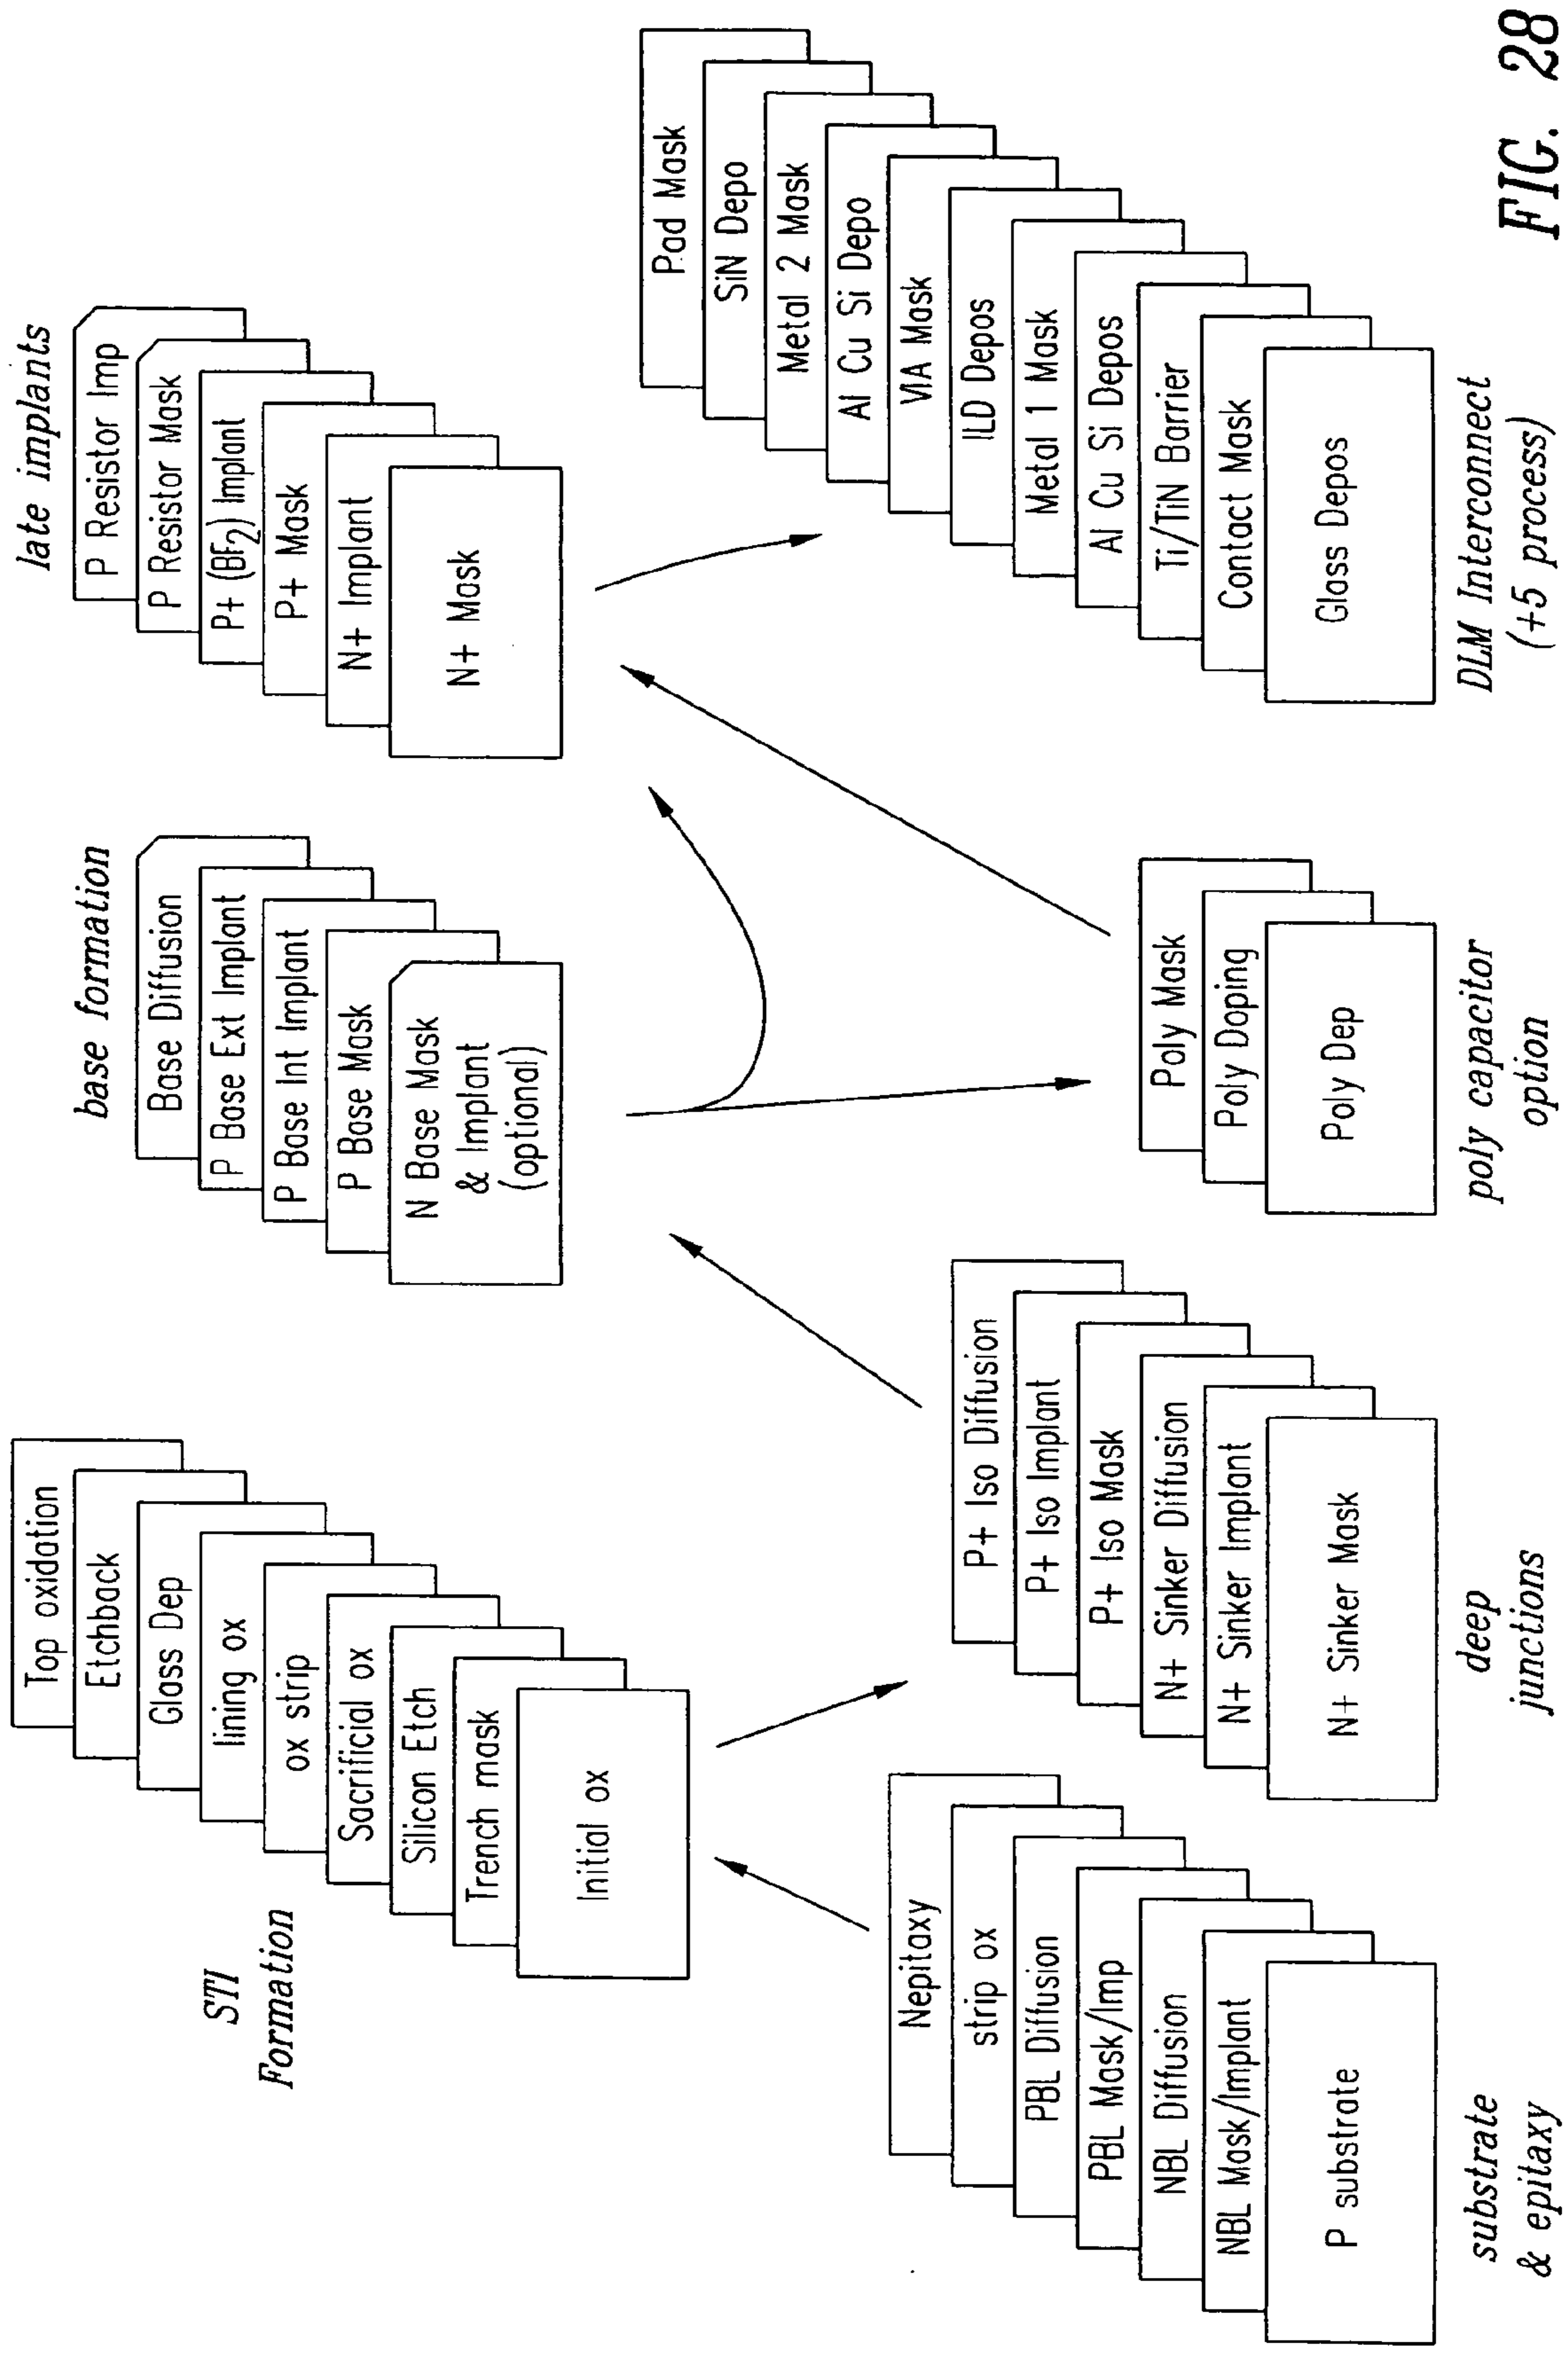 STI
Formation
Top oxidation
Etchback
Glass Dep
lining ox
ox strip
Sacrificial ox
Silicon Etch
Trench mask
Initial ox
base formation
Base Diffusion
P Base Ext Implant
P Base Int Implant
P Base Mask
N Base Mask
& Implant
(optional)
late implants
P Resistor Imp
P Resistor Mask
P+ (BF2) Implant
P+ Mask
N+ Implant
N+ Mask
Nepitaxy
strip ox
PBL Diffusion
PBL Mask/Imp
NBL Diffusion
NBL Mask/Implant
P substrate
substrate
& epitaxy
P+ Iso Diffusion
P+ Iso Implant
P+ Iso Mask
N+ Sinker Diffusion
N+ Sinker Implant
N+ Sinker Mask
deep
junctions
Poly Mask
Poly Doping
Poly Dep
poly capacitor
option
Pad Mask
SiN Depo
Metal 2 Mask
Al Cu Si Depo
VIA Mask
ILD Depos
Metal 1 Mask
Al Cu Si Depos
Ti/TiN Barrier
Contact Mask
Glass Depos
DLM Interconnect
(+5 process)
FIG. 28